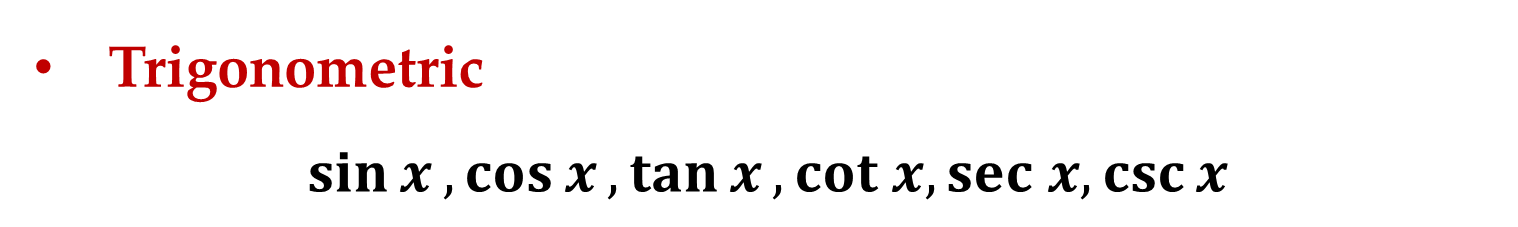 • Trigonometric
sin x , cos x , tan x , cot x, sec x, csc x